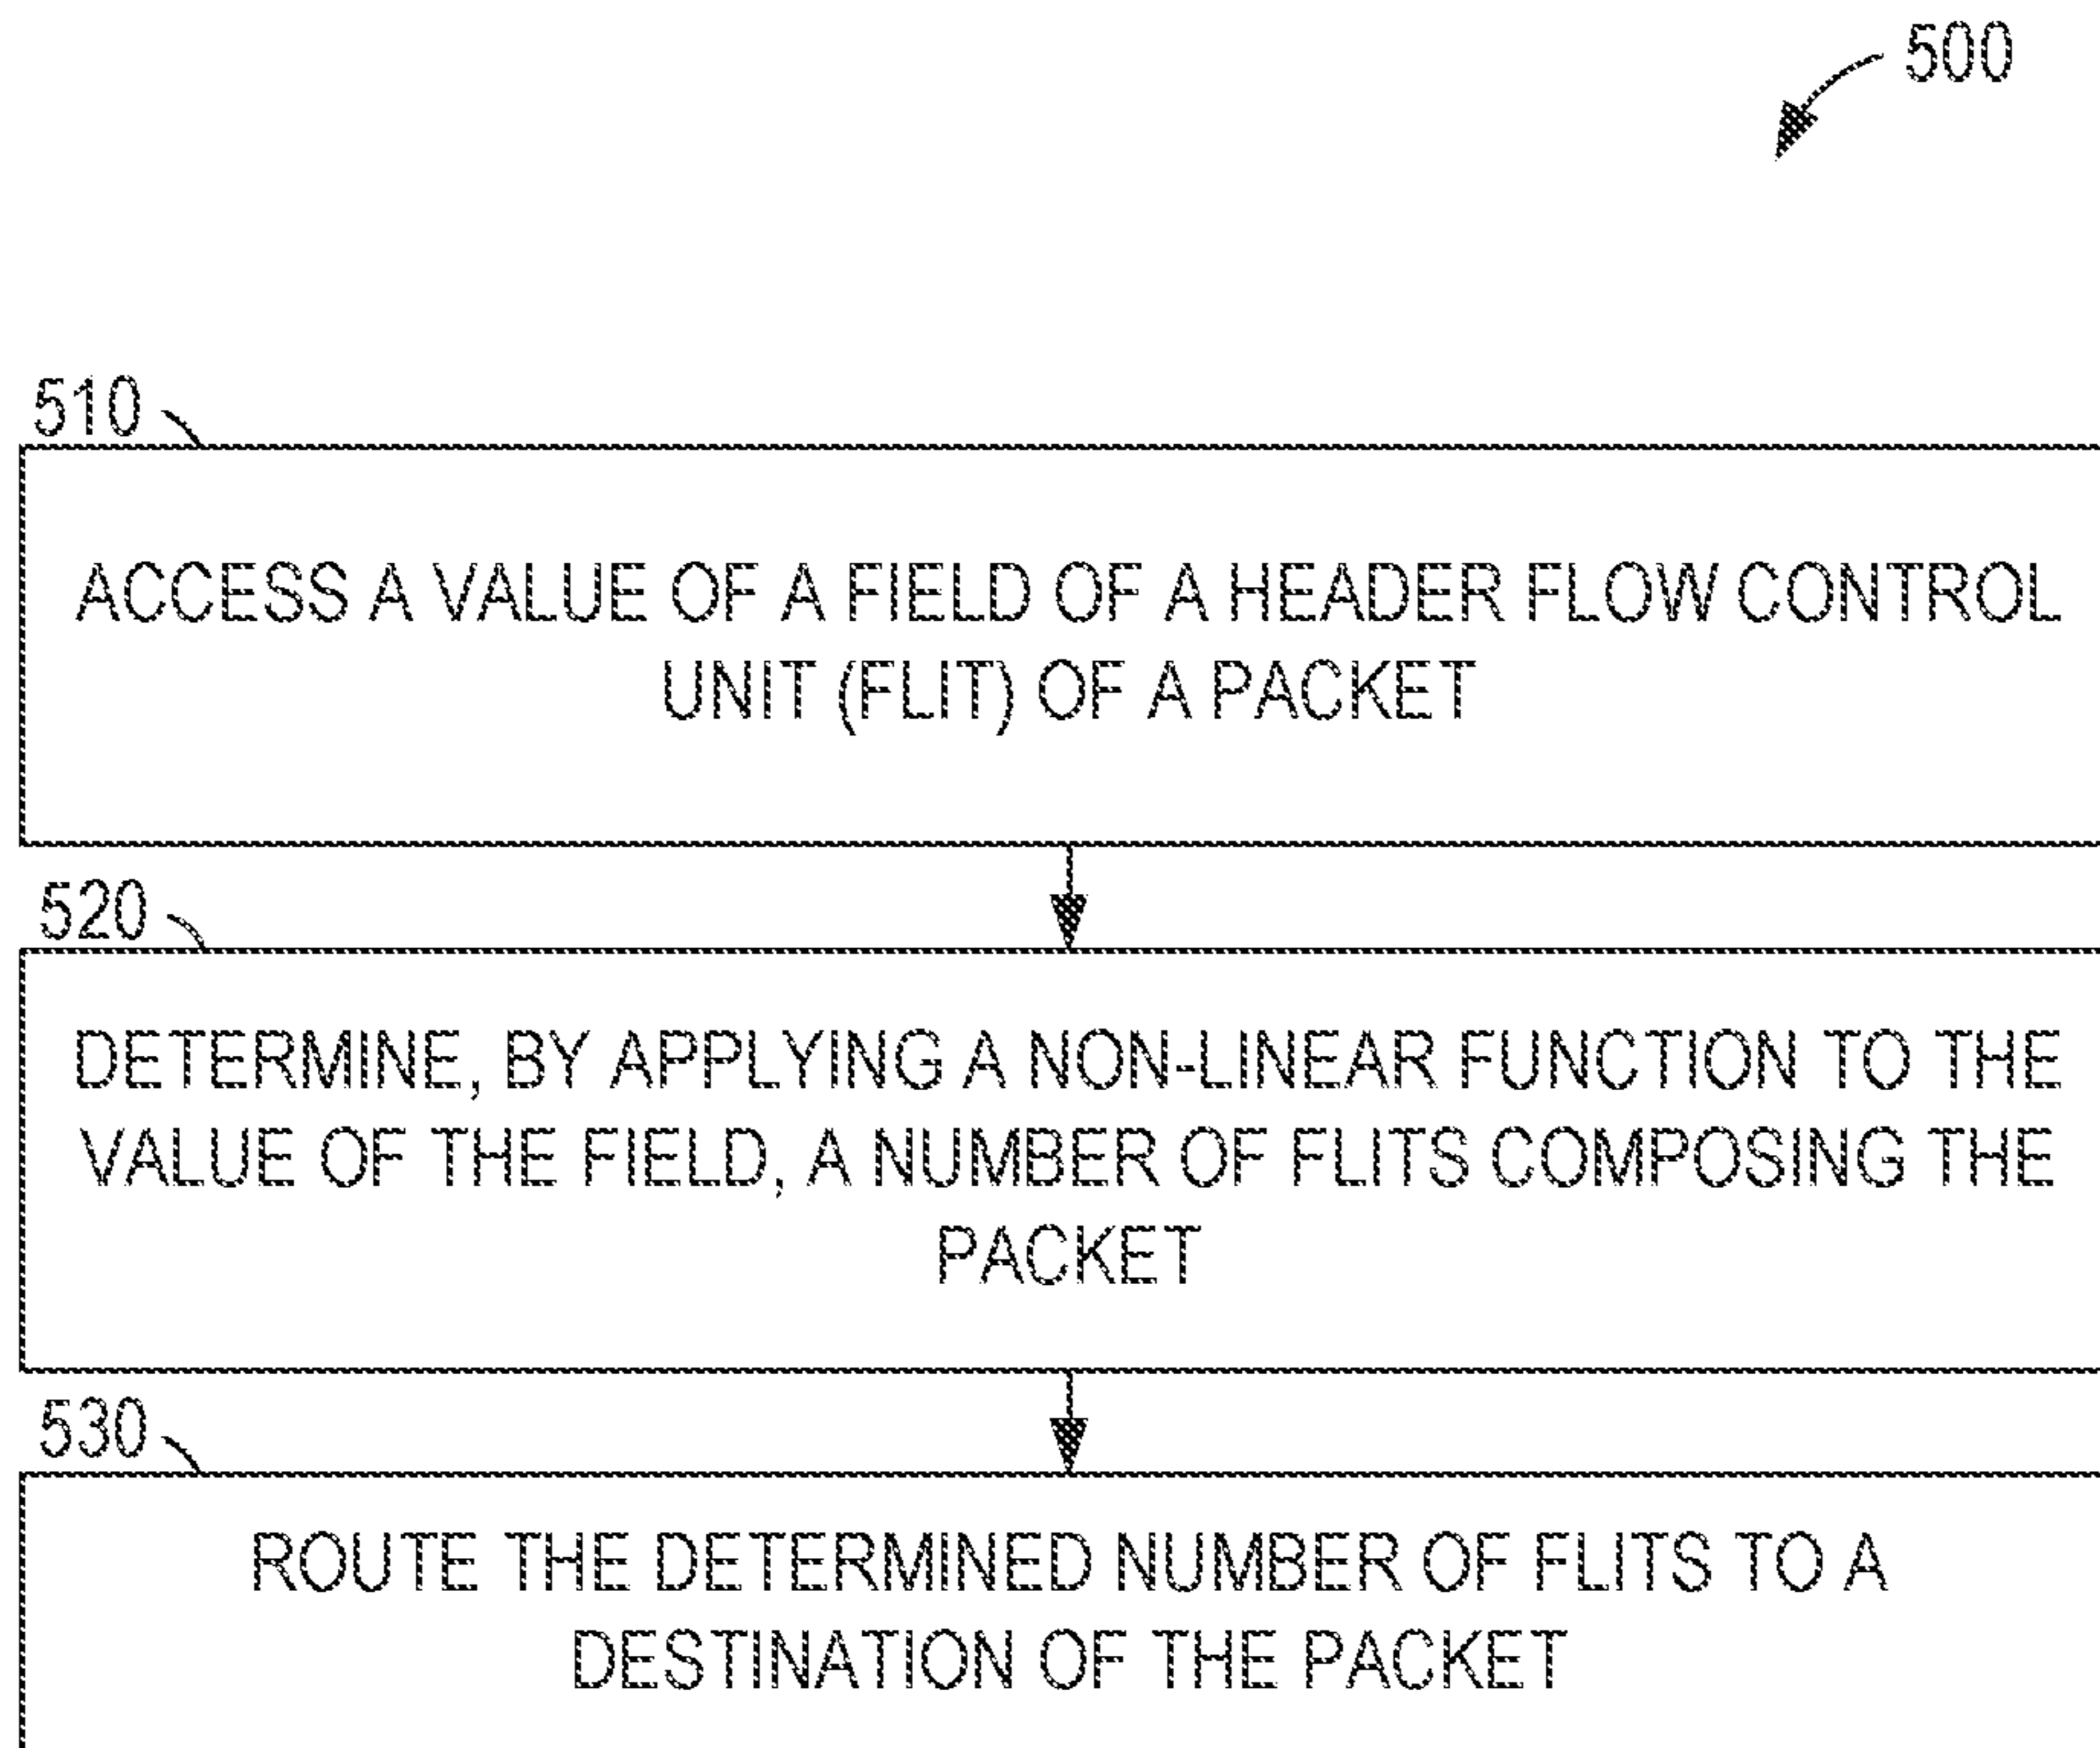 500
510
ACCESS A VALUE OF A FIELD OF A HEADER FLOW CONTROL
UNIT (FLIT) OF A PACKET
520
DETERMINE, BY APPLYING A NON-LINEAR FUNCTION TO THE
VALUE OF THE FIELD, A NUMBER OF FLITS COMPOSING THE
PACKET
530
ROUTE THE DETERMINED NUMBER OF FLITS TO A
DESTINATION OF THE PACKET